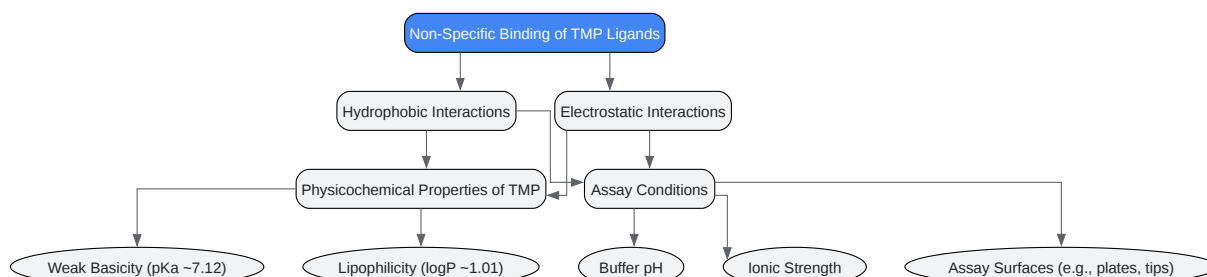 Non-Specific Binding of TMP Ligands
Hydrophobic Interactions
Electrostatic Interactions
Physicochemical Properties of TMP
Assay Conditions
Weak Basicity (pKa ~7.12)
Lipophilicity (logP ~1.01)
Buffer pH
Ionic Strength
Assay Surfaces (e.g., plates, tips)